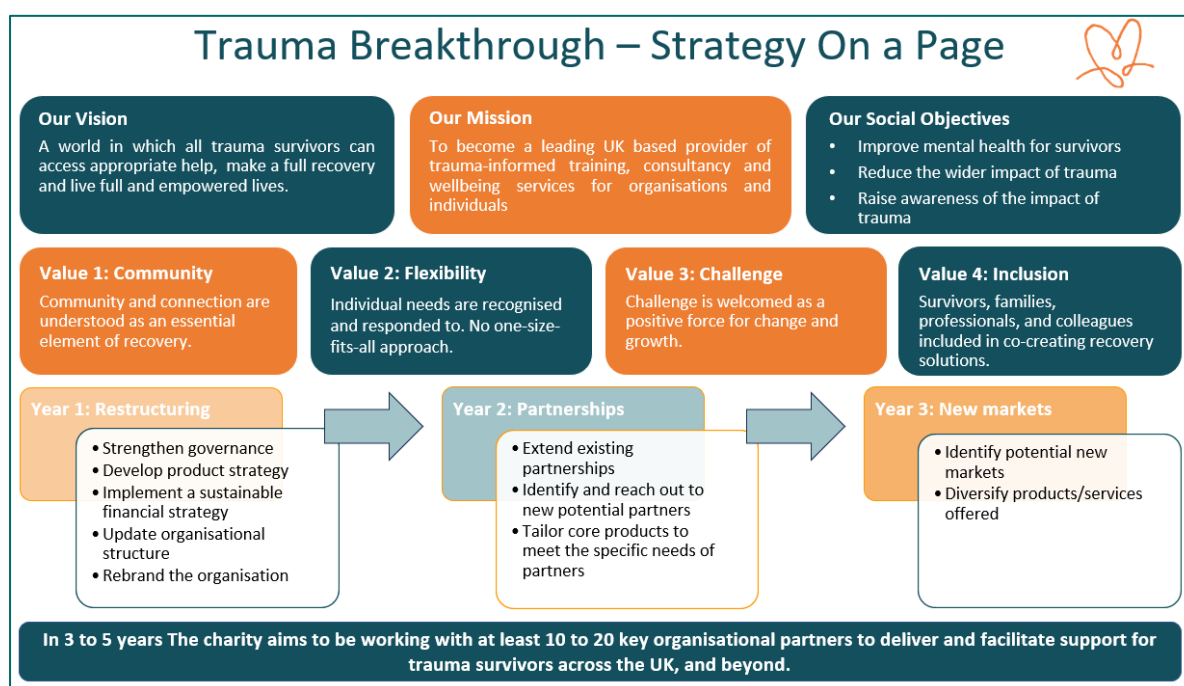 Trauma Breakthrough – Strategy On a Page
Our Vision
A world in which all trauma survivors can
access appropriate help, make a full recovery
and live full and empowered lives.
Our Mission
To become a leading UK based provider of
trauma-informed training, consultancy and
wellbeing services for organisations and
individuals
Our Social Objectives
• Improve mental health for survivors
• Reduce the wider impact of trauma
• Raise awareness of the impact of
trauma
Value 1: Community
Community and connection are
understood as an essential
element of recovery.
Value 2: Flexibility
Individual needs are recognised
and responded to. No one-size-
fits-all approach.
Value 3: Challenge
Challenge is welcomed as a
positive force for change and
growth.
Value 4: Inclusion
Survivors, families,
professionals, and colleagues
included in co-creating recovery
solutions.
Year 1: Restructuring
• Strengthen governance
• Develop product strategy
• Implement a sustainable
financial strategy
• Update organisational
structure
• Rebrand the organisation
Year 2: Partnerships
• Extend existing
partnerships
• Identify and reach out to
new potential partners
• Tailor core products to
meet the specific needs of
partners
Year 3: New markets
• Identify potential new
markets
• Diversify products/services
offered
In 3 to 5 years The charity aims to be working with at least 10 to 20 key organisational partners to deliver and facilitate support for
trauma survivors across the UK, and beyond.